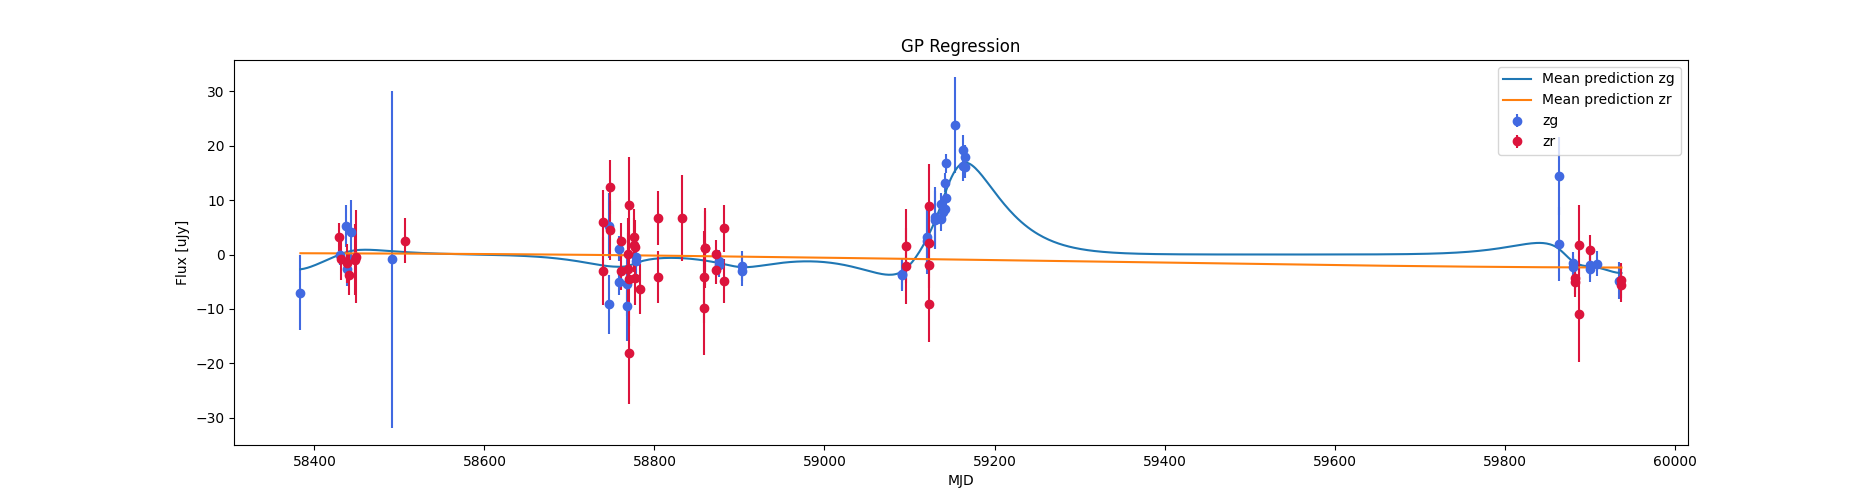 GP Regression
Mean prediction zg
Mean prediction zr
zg
zr
30
20
10
0
−10
−20
−30
Flux [uJy]
58400 58600 58800 59000 59200 59400 59600 59800 60000
MJD